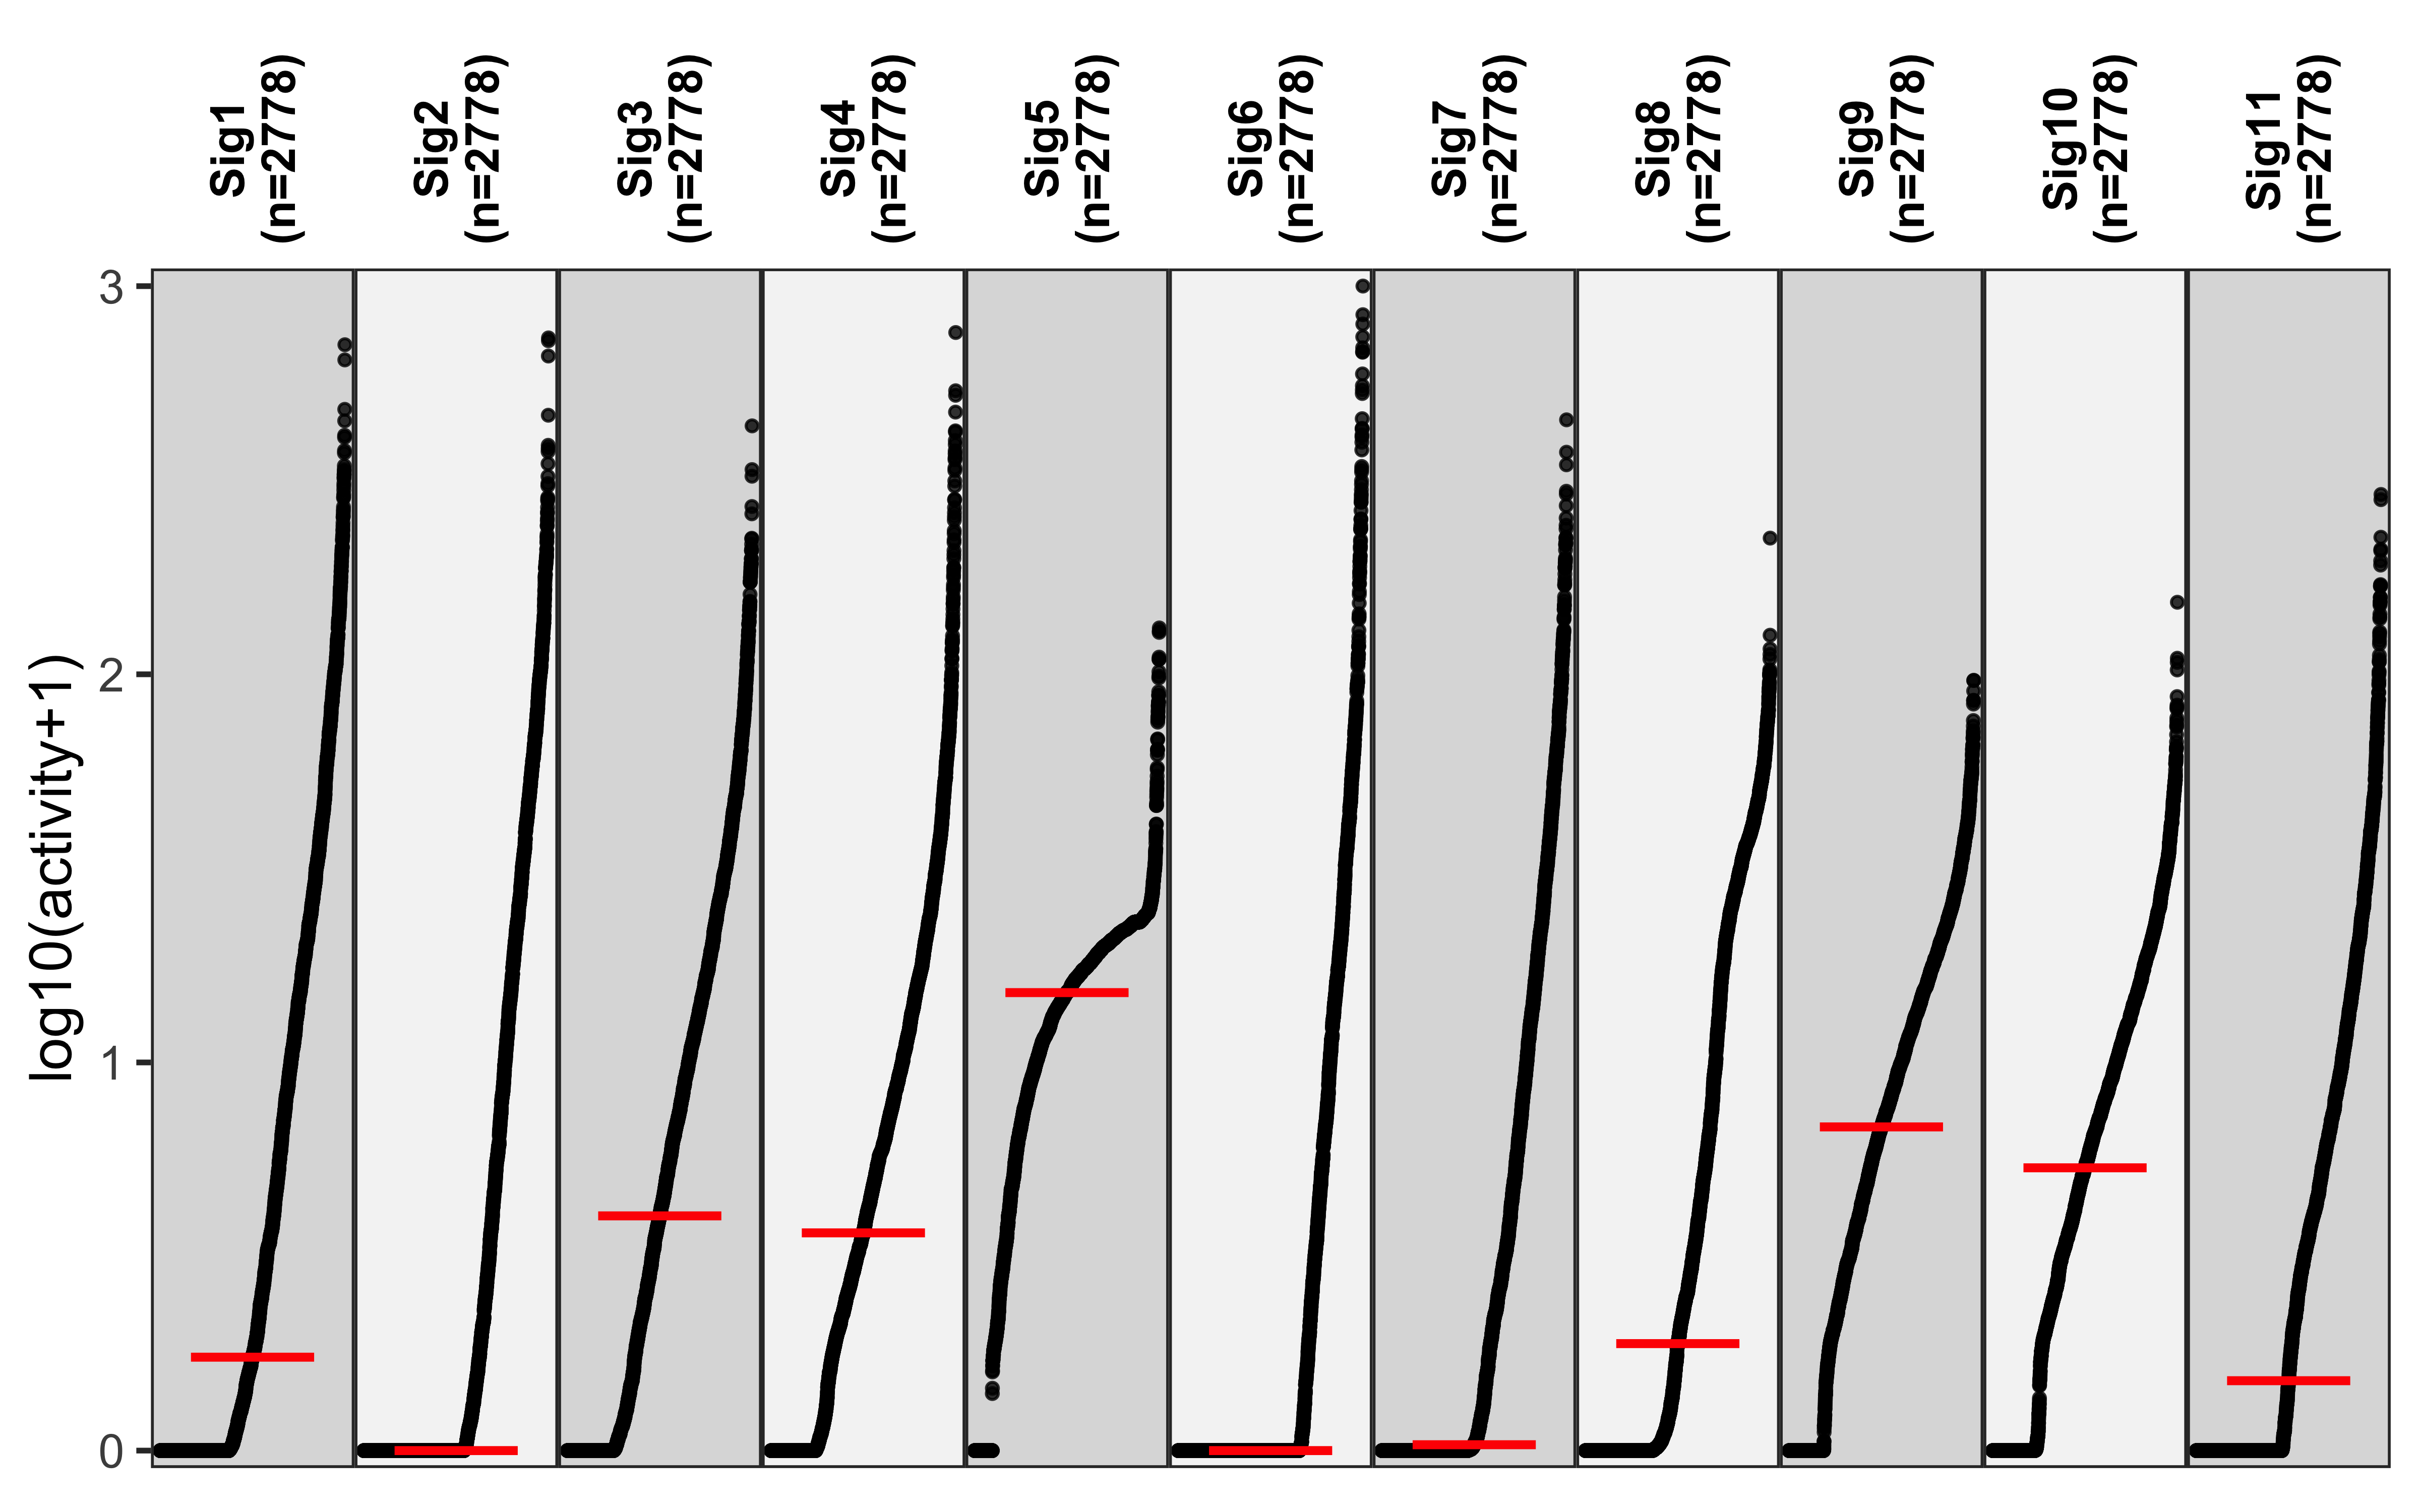 Sig1
(n=2778)
Sig2
(n=2778)
Sig3
(n=2778)
Sig4
(n=2778)
Sig5
(n=2778)
Sig6
(n=2778)
Sig7
(n=2778)
Sig8
(n=2778)
Sig9
(n=2778)
Sig10
(n=2778)
Sig11
(n=2778)
log10(activity+1)
3
2
1
0